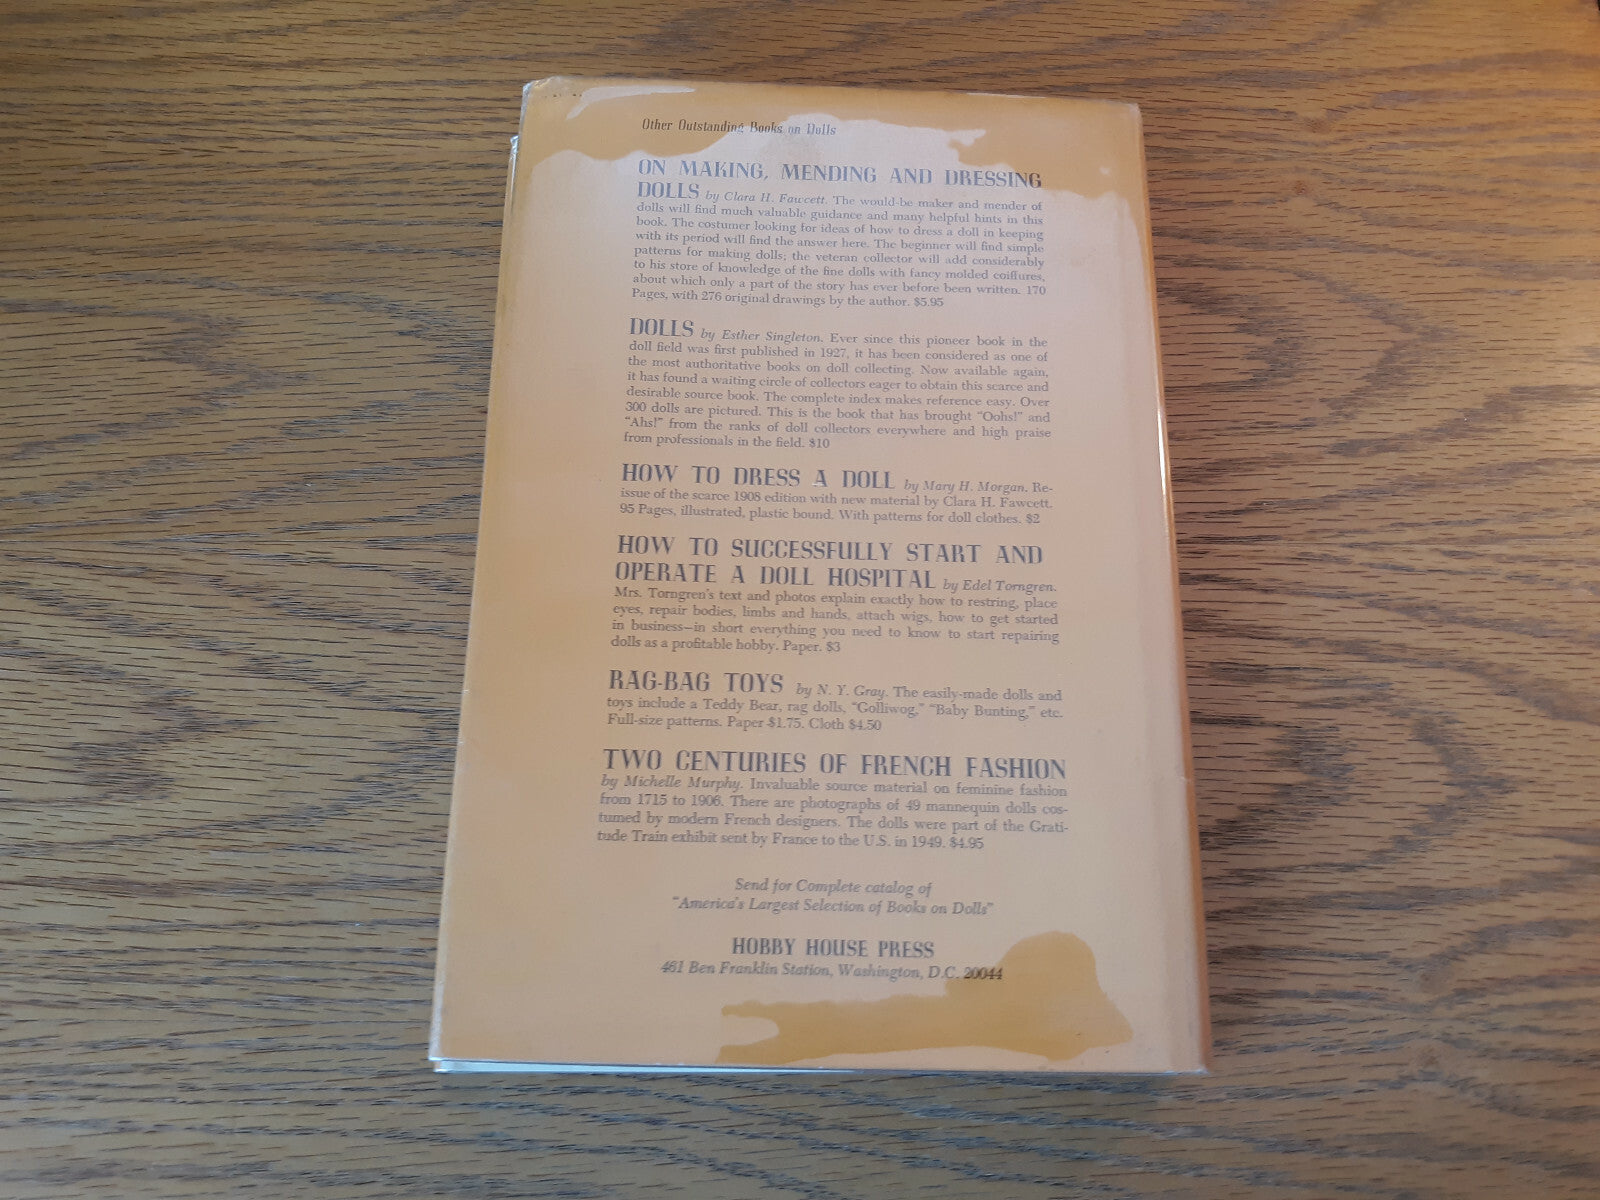 Other Outstanding Books on Dolls
ON MAKING, MENDING AND DRESSING
DOLLS by Clara H. Fawcett. The would-be maker and mender of
dolls will find much valuable guidance and many helpful hints in this
book. The costumer looking for ideas of how to dress a doll in keeping
with its period will find the answer here. The beginner will find simple
patterns for making dolls; the veteran collector will add considerably
to his store of knowledge of the fine dolls with fancy molded coiffures,
about which only a part of the story has ever before been written. 170
Pages, with 276 original drawings by the author. $5.95
DOLLS by Esther Singleton. Ever since this pioneer book in the
doll field was first published in 1927, it has been considered as one of
the most authoritative books on doll collecting. Now available again,
it has found a waiting circle of collectors eager to obtain this scarce and
desirable source book. The complete index makes reference easy. Over
300 dolls are pictured. This is the book that has brought "Oohs!" and
"Ahs!" from the ranks of doll collectors everywhere and high praise
from professionals in the field. $10
HOW TO DRESS A DOLL by Mary H. Morgan. Re-
issue of the scarce 1908 edition with new material by Clara H. Fawcett.
95 Pages, illustrated, plastic bound. With patterns for doll clothes. $2
HOW TO SUCCESSFULLY START AND
OPERATE A DOLL HOSPITAL by Edel Torngren.
Mrs. Torngren's text and photos explain exactly how to restring, place
eyes, repair bodies, limbs and hands, attach wigs, how to get started
in business—in short everything you need to know to start repairing
dolls as a profitable hobby. Paper. $3
RAG-BAG TOYS by N. Y. Gray. The easily-made dolls and
toys include a Teddy Bear, rag dolls, "Golliwog," "Baby Bunting," etc.
Full-size patterns. Paper $1.75. Cloth $4.50
TWO CENTURIES OF FRENCH FASHION
by Michelle Murphy. Invaluable source material on feminine fashion
from 1715 to 1906. There are photographs of 49 mannequin dolls cos-
tumed by modern French designers. The dolls were part of the Grati-
tude Train exhibit sent by France to the U.S. in 1949. $4.95
Send for Complete catalog of
"America's Largest Selection of Books on Dolls"
HOBBY HOUSE PRESS
461 Ben Franklin Station, Washington, D.C. 20044